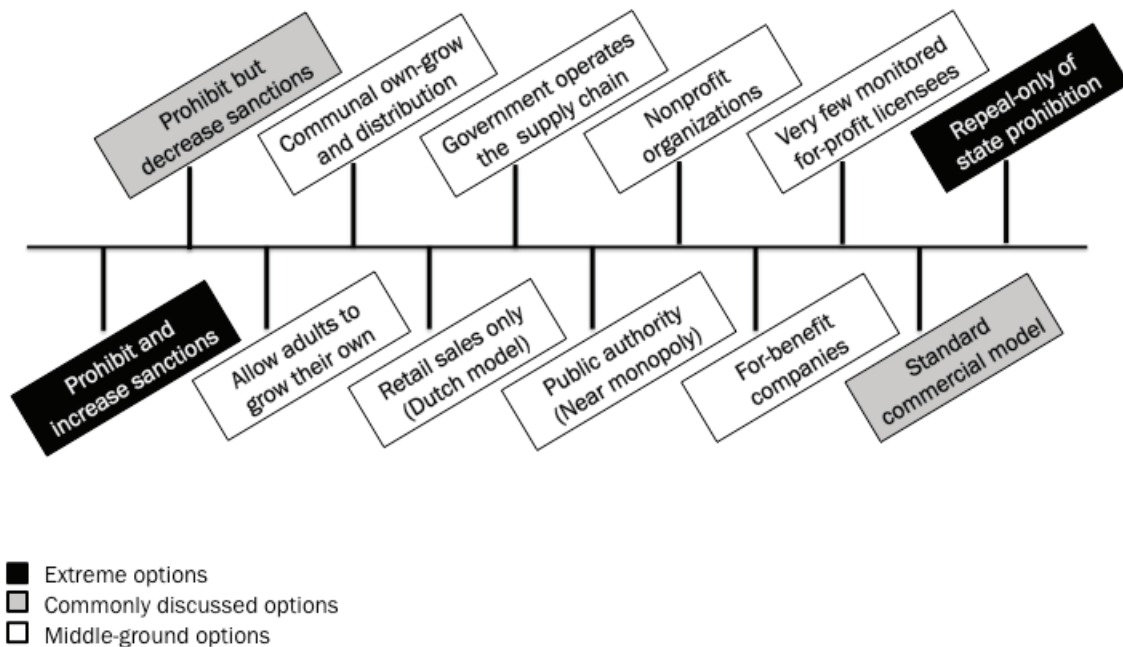 Prohibit but
decrease sanctions
Communal own-grow
and distribution
Government operates
the supply chain
Nonprofit
organizations
Very few monitored
for-profit licensees
Repeal-only of
state prohibition
Prohibit and
increase sanctions
Allow adults to
grow their own
Retail sales only
(Dutch model)
Public authority
(Near monopoly)
For-benefit
companies
Standard
commercial model
Extreme options
Commonly discussed options
Middle-ground options